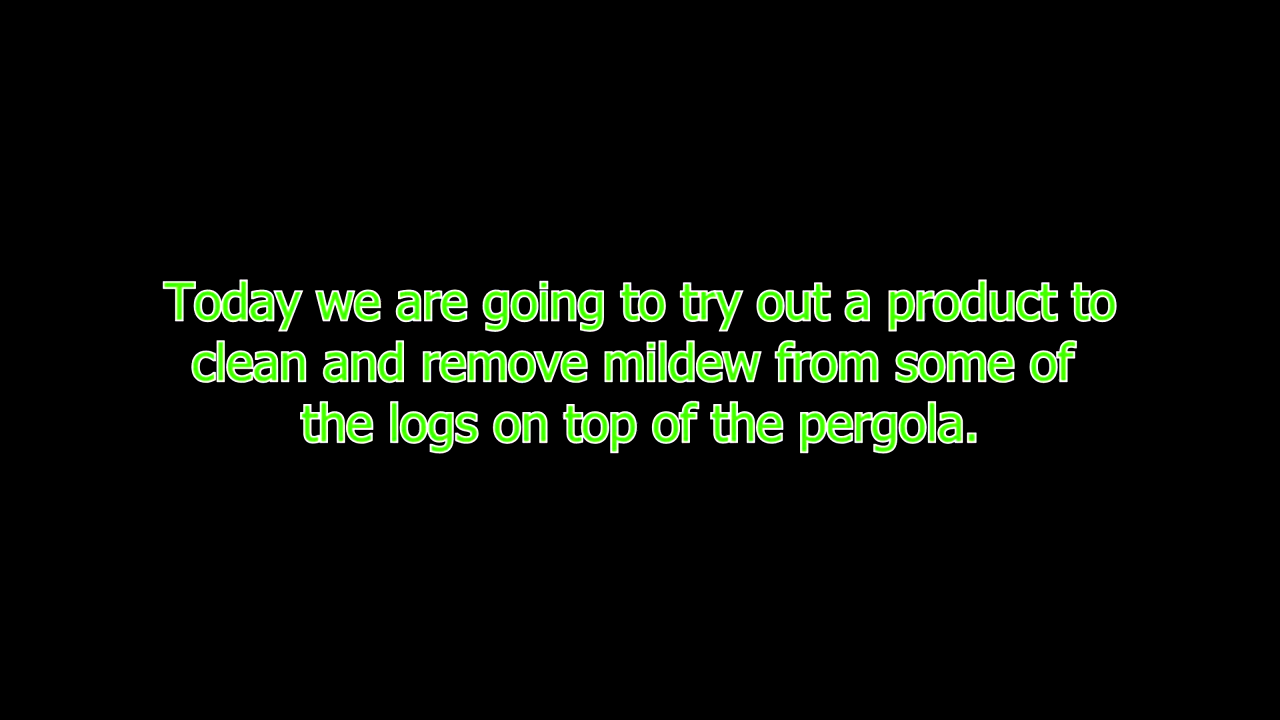 Today we are going to try out a product to
clean and remove mildew from some of
the logs on top of the pergola.